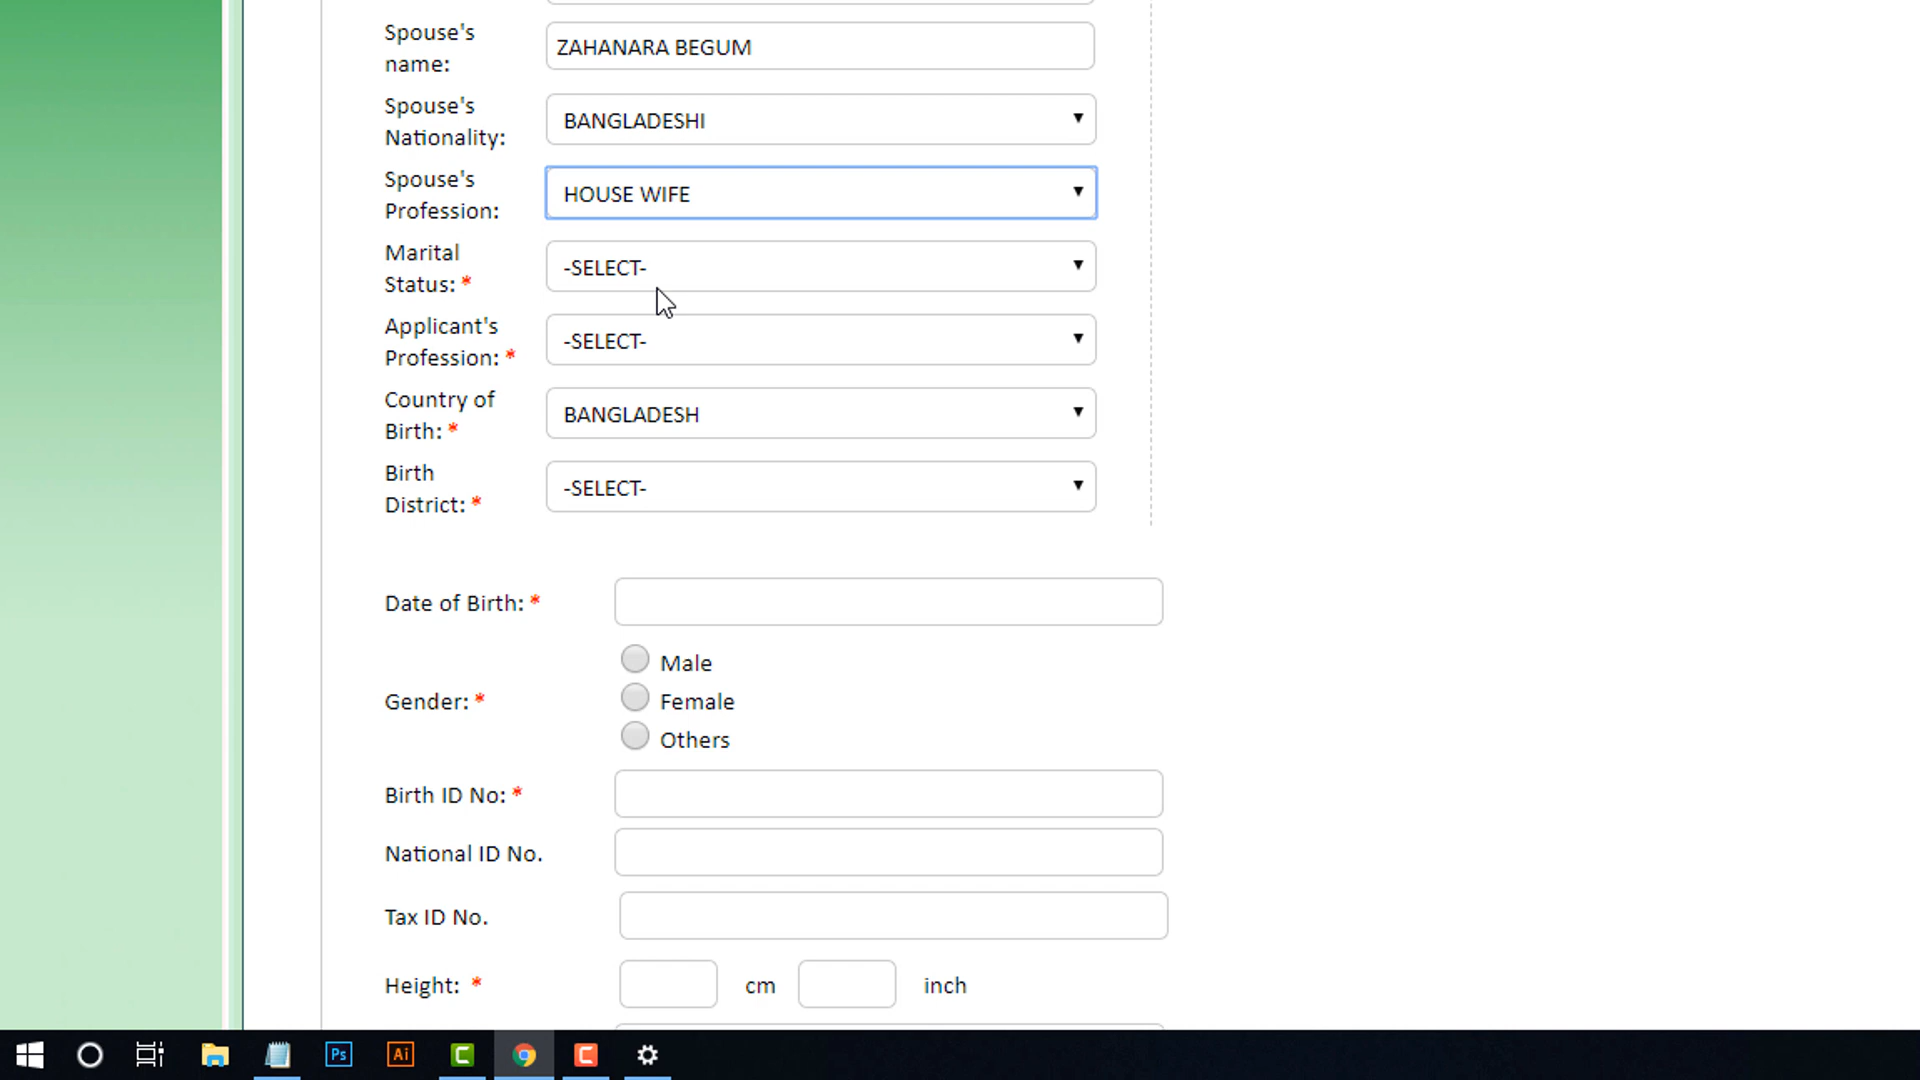 Spouse's
name:
ZAHANARA BEGUM
Spouse's
Nationality:
BANGLADESHI
Spouse's
Profession:
HOUSE WIFE
Marital
Status: *
-SELECT-
Applicant's
Profession: *
-SELECT-
Country of
Birth: *
BANGLADESH
Birth
District: *
-SELECT-
Date of Birth: *
Gender: *
Male
Female
Others
Birth ID No: *
National ID No.
Tax ID No.
Height: * cm inch
Ps Ai C C